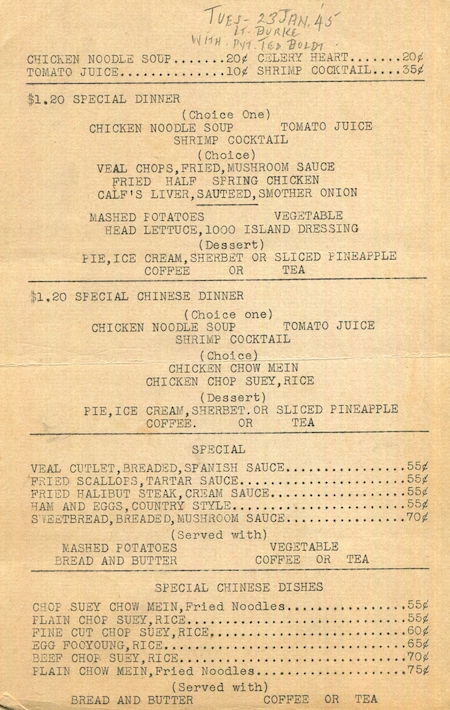 TUES- 23 JAN. '45
LT. BURKE
WITH. PVT. TED BOLDT
CHICKEN NOODLE SOUP.......20¢ CELERY HEART.......20¢
TOMATO JUICE.............10¢ SHRIMP COCKTAIL....35¢
$1.20 SPECIAL DINNER
(Choice One)
CHICKEN NOODLE SOUP TOMATO JUICE
SHRIMP COCKTAIL
(Choice)
VEAL CHOPS,FRIED,MUSHROOM SAUCE
FRIED HALF SPRING CHICKEN
CALF'S LIVER,SAUTEED,SMOTHER ONION
MASHED POTATOES VEGETABLE
HEAD LETTUCE,1000 ISLAND DRESSING
(Dessert)
PIE,ICE CREAM,SHERBET OR SLICED PINEAPPLE
COFFEE OR TEA
$1.20 SPECIAL CHINESE DINNER
(Choice one)
CHICKEN NOODLE SOUP TOMATO JUICE
SHRIMP COCKTAIL
(Choice)
CHICKEN CHOW MEIN
CHICKEN CHOP SUEY,RICE
(Dessert)
PIE,ICE CREAM,SHERBET.OR SLICED PINEAPPLE
COFFEE. OR TEA
SPECIAL
VEAL CUTLET,BREADED,SPANISH SAUCE.................55¢
FRIED SCALLOPS,TARTAR SAUCE.......................55¢
FRIED HALIBUT STEAK,CREAM SAUCE...................55¢
HAM AND EGGS,COUNTRY STYLE........................55¢
SWEETBREAD,BREADED,MUSHROOM SAUCE.................70¢
(Served with)
MASHED POTATOES VEGETABLE
BREAD AND BUTTER COFFEE OR TEA
SPECIAL CHINESE DISHES
CHOP SUEY CHOW MEIN,Fried Noodles.................55¢
PLAIN CHOP SUEY,RICE..............................55¢
FINE CUT CHOP SUEY,RICE,..........................60¢
EGG FOOYOUNG,RICE.................................65¢
BEEF CHOP SUEY,RICE...............................70¢
PLAIN CHOW MEIN,Fried Noodles.....................75¢
(Served with)
BREAD AND BUTTER COFFEE OR TEA